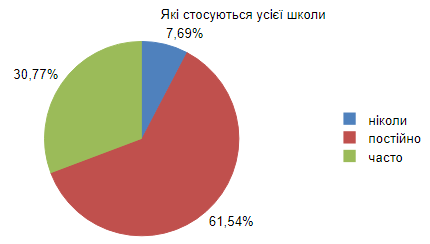 Які стосуються усієї школи
7,69%
30,77%
61,54%
ніколи
постійно
часто